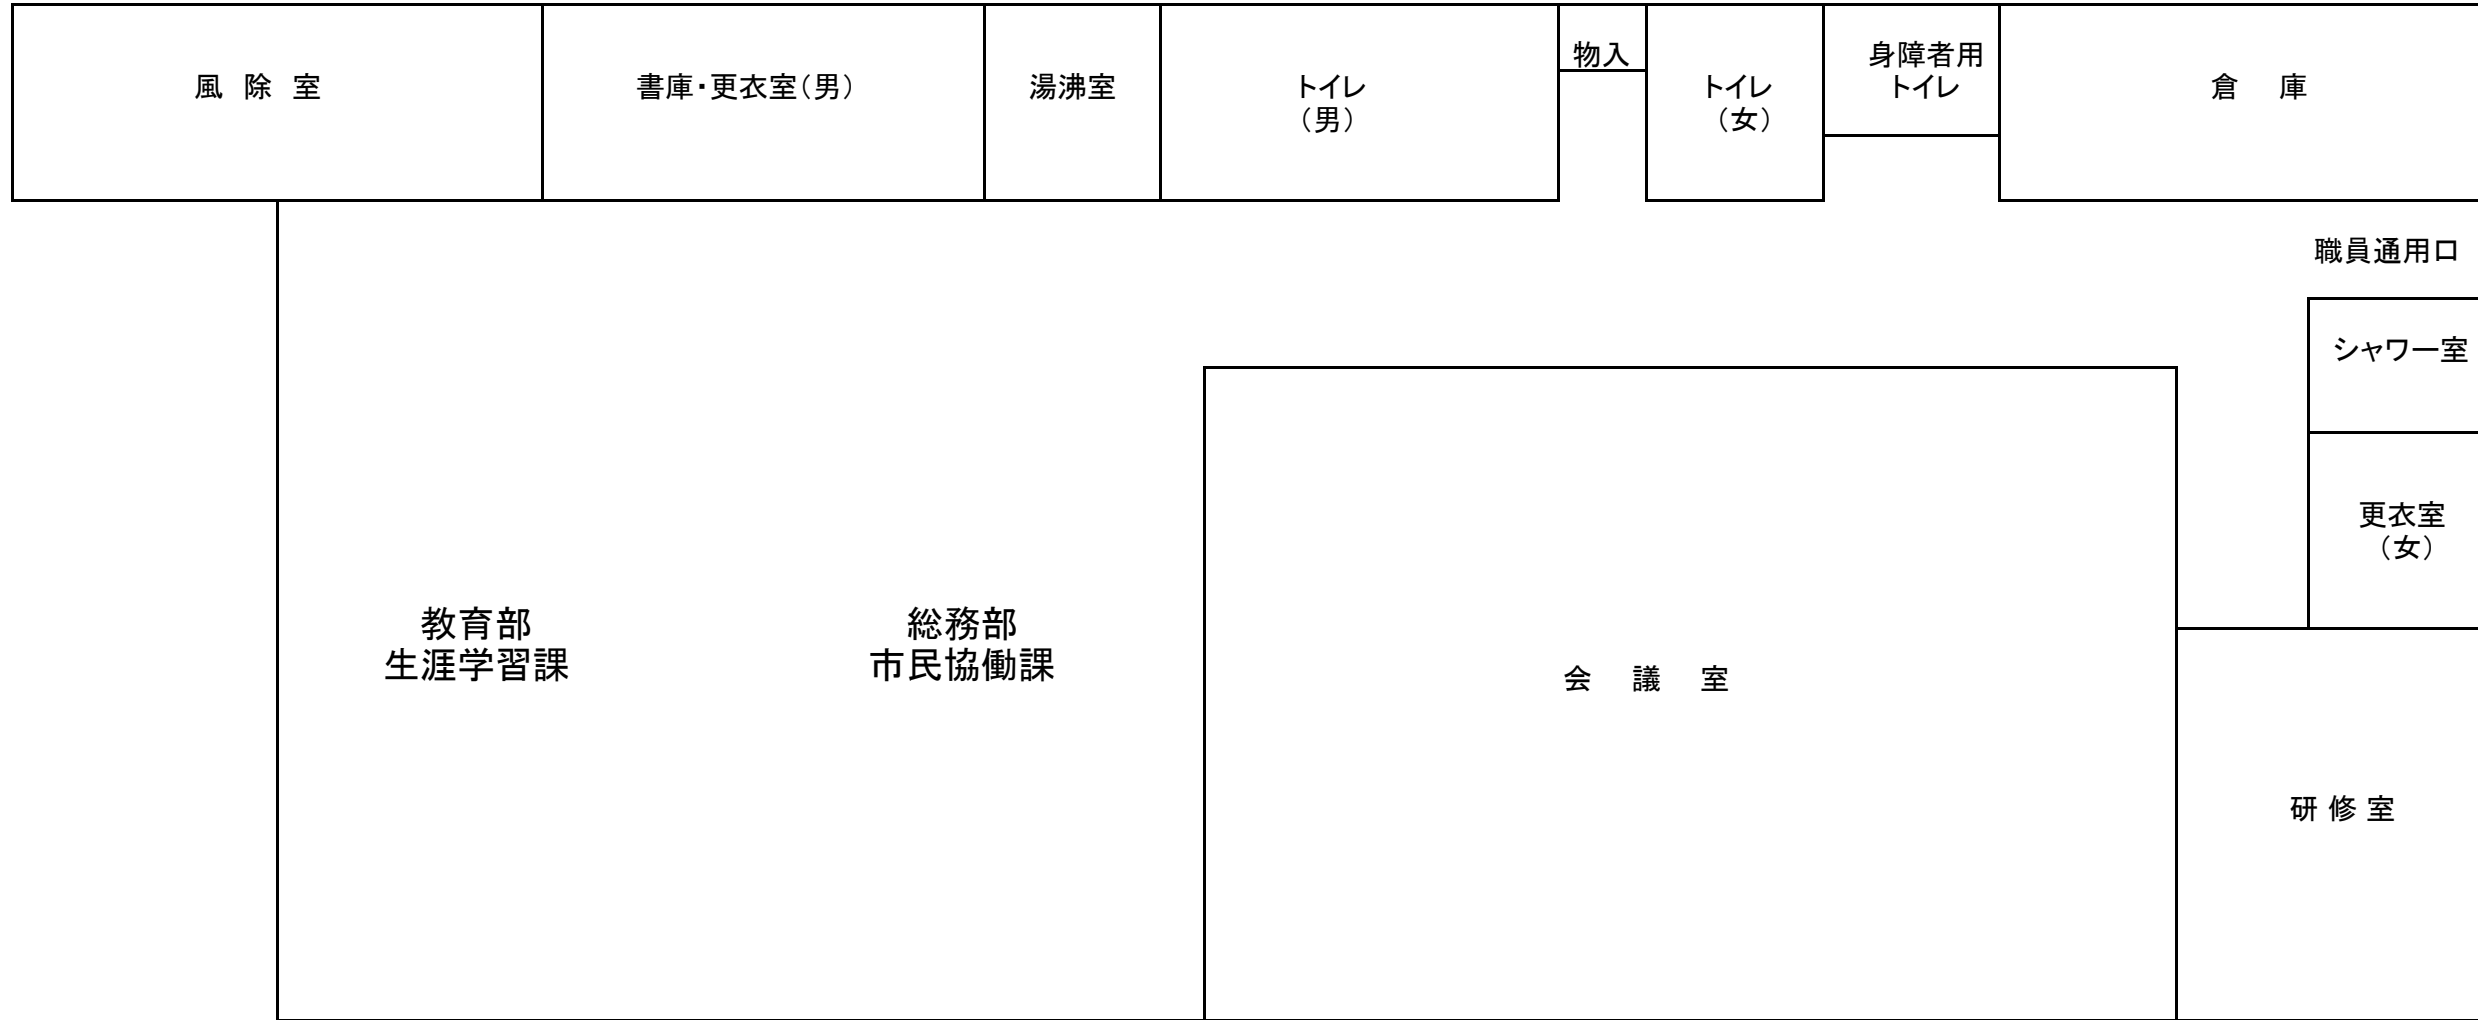 風 除 室
書庫・更衣室（男）
湯沸室
トイレ
（男）
物入
トイレ
（女）
身障者用
トイレ
倉　庫
職員通用口
シャワー室
更衣室
（女）
教育部
生涯学習課
総務部
市民協働課
会　議　室
研 修 室